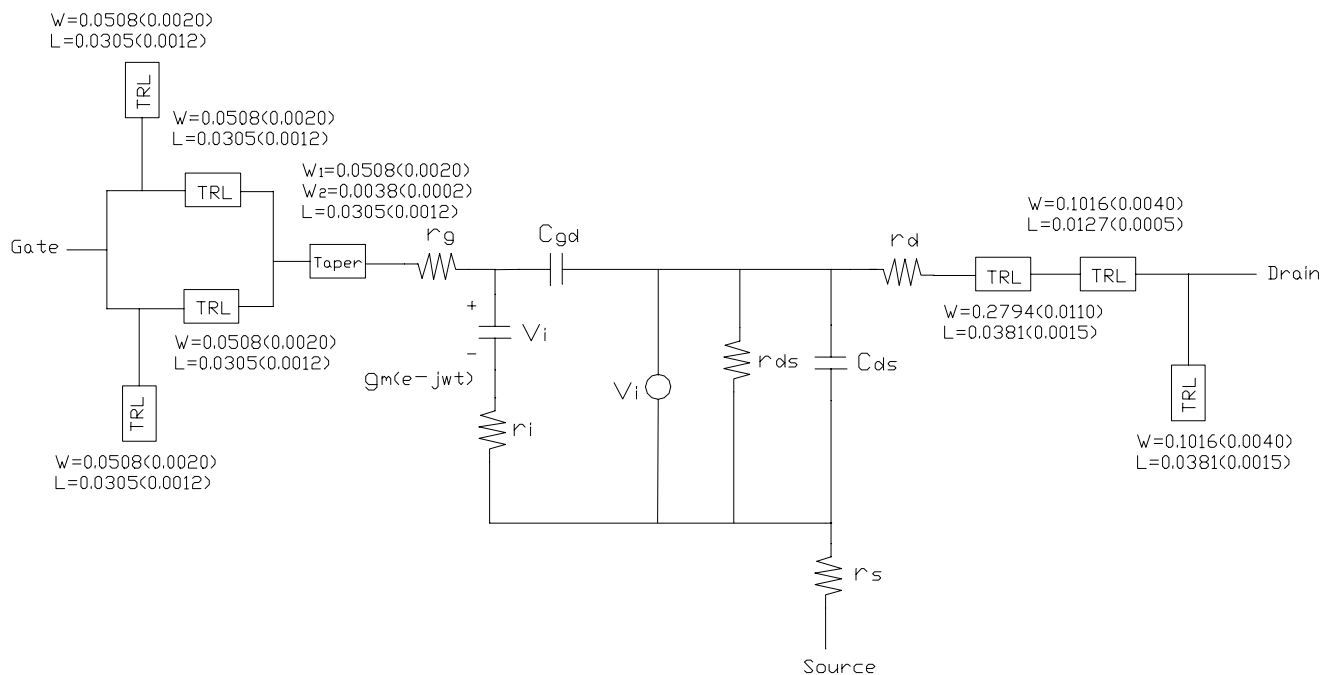 W=0.0508(0.0020)
L=0.0305(0.0012)
TRL
W=0.0508(0.0020)
L=0.0305(0.0012)
TRL
W1=0.0508(0.0020)
W2=0.0038(0.0002)
L=0.0305(0.0012)
Gate
Taper
rg
Cgd
TRL
W=0.0508(0.0020)
L=0.0305(0.0012)
TRL
W=0.0508(0.0020)
L=0.0305(0.0012)
+
Vi
-
gm(e-jwt)
ri
Vi
rds
Cds
rd
W=0.1016(0.0040)
L=0.0127(0.0005)
TRL
TRL
Drain
W=0.2794(0.0110)
L=0.0381(0.0015)
TRL
W=0.1016(0.0040)
L=0.0381(0.0015)
rs
Source